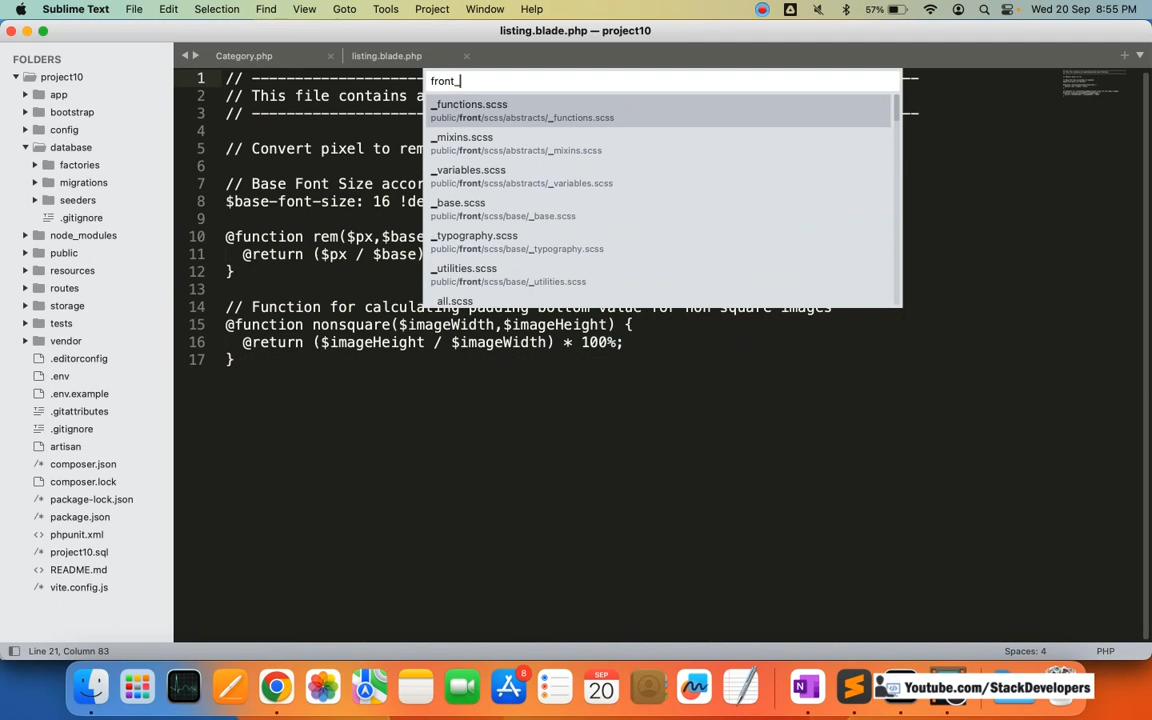 Sublime Text File Edit Selection Find View Goto Tools Project Window Help 57% Wed 20 Sep 8:55 PM
listing.blade.php — project10
FOLDERS
project10
app
bootstrap
config
database
factories
migrations
seeders
.gitignore
node_modules
public
resources
routes
storage
tests
vendor
.editorconfig
.env
.env.example
.gitattributes
.gitignore
artisan
composer.json
composer.lock
package-lock.json
package.json
phpunit.xml
project10.sql
README.md
vite.config.js
Category.php
listing.blade.php
front_
_functions.scss
public/front/scss/abstracts/_functions.scss
_mixins.scss
public/front/scss/abstracts/_mixins.scss
_variables.scss
public/front/scss/abstracts/_variables.scss
_base.scss
public/front/scss/base/_base.scss
_typography.scss
public/front/scss/base/_typography.scss
_utilities.scss
public/front/scss/base/_utilities.scss
all.scss
1 // --------------------
2 // This file contains a
3 // --------------------
4
5 // Convert pixel to rem
6
7 // Base Font Size accor
8 $base-font-size: 16 !de
9
10 @function rem($px,$base
11 @return ($px / $base)
12 }
13
14 // Function for calculating padding bottom value for non square images
15 @function nonsquare($imageWidth,$imageHeight) {
16 @return ($imageHeight / $imageWidth) * 100%;
17 }
Line 21, Column 83
Spaces: 4
PHP
8
SEP
20
Youtube.com/StackDevelopers